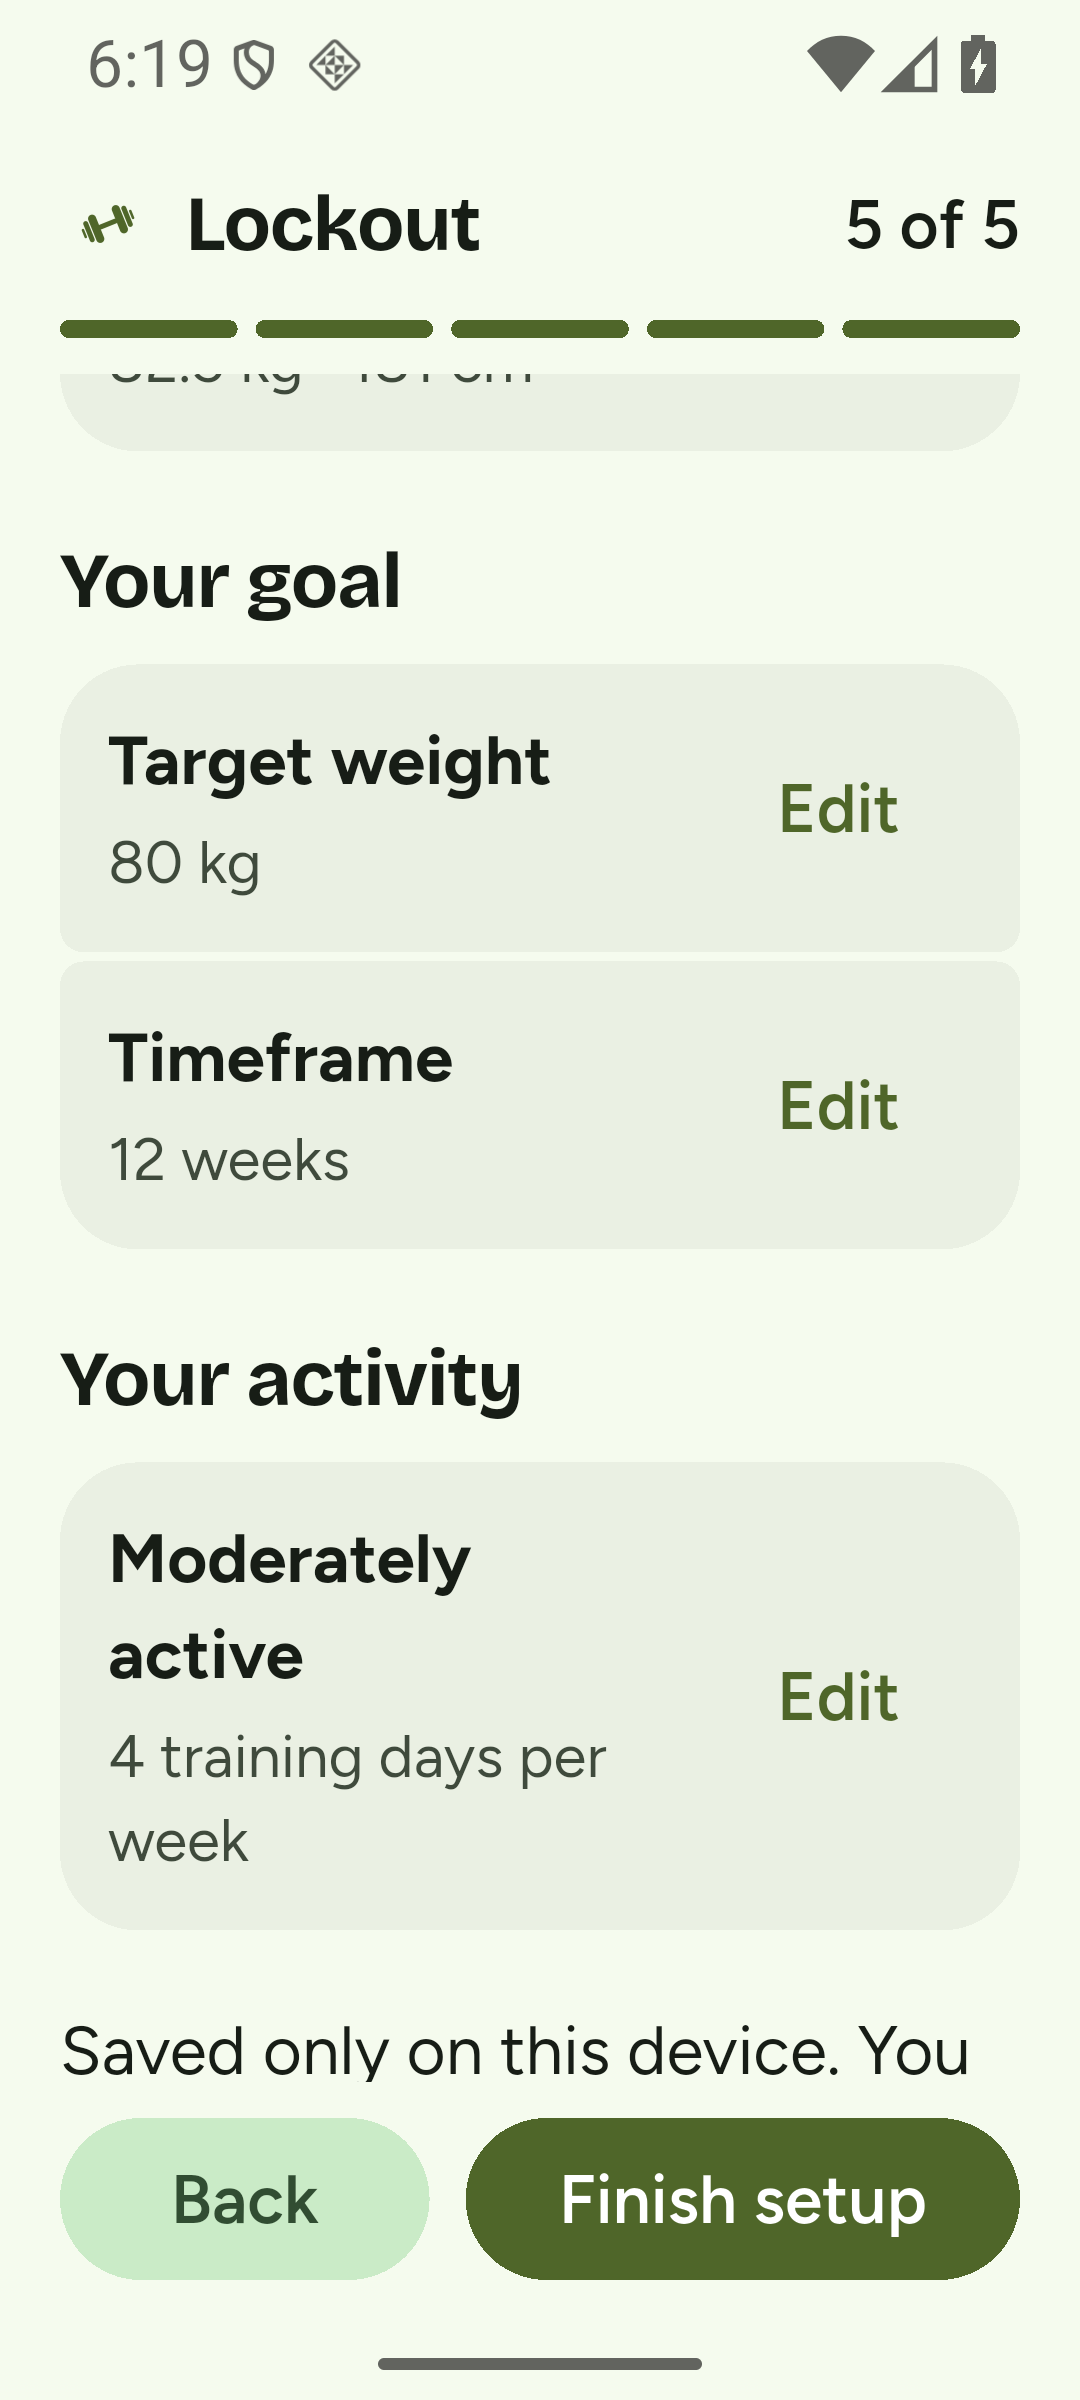 6:19
Lockout
5 of 5
Your goal
Target weight
80 kg
Edit
Timeframe
12 weeks
Edit
Your activity
Moderately
active
4 training days per
week
Edit
Saved only on this device. You
Back
Finish setup